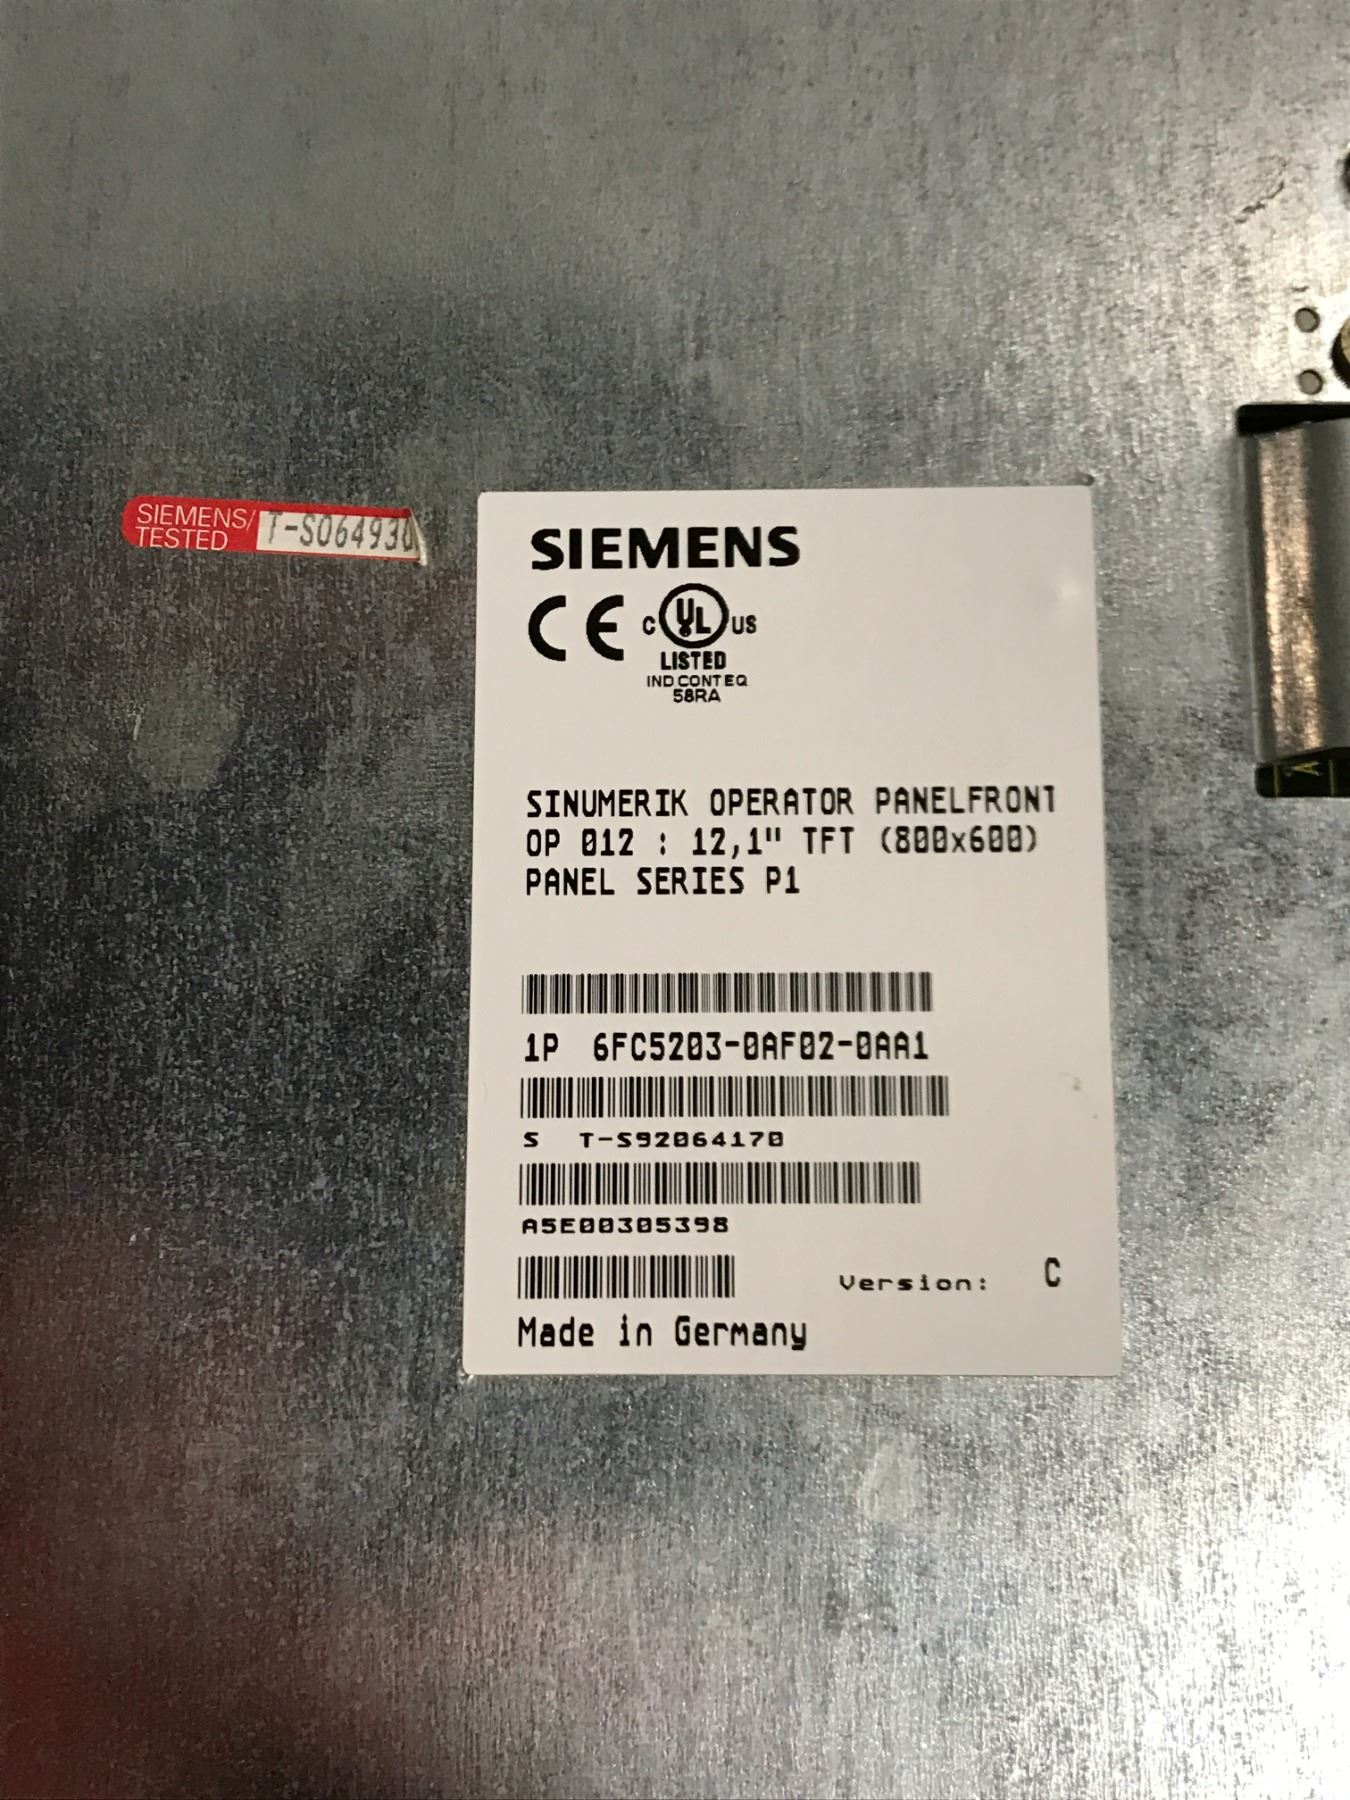 SIEMENS/
TESTED
T-S064930
SIEMENS
CE
C UL US
LISTED
IND CONT EQ
58RA
SINUMERIK OPERATOR PANELFRONT
OP 012 : 12,1" TFT (800x600)
PANEL SERIES P1
1P 6FC5203-0AF02-0AA1
S T-S92064170
A5E00305398
Version: C
Made in Germany